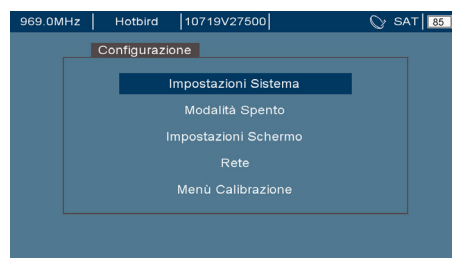 969.0MHz | Hotbird | 10719V27500 | SAT | 85
Configurazione
Impostazioni Sistema
Modalità Spento
Impostazioni Schermo
Rete
Menù Calibrazione